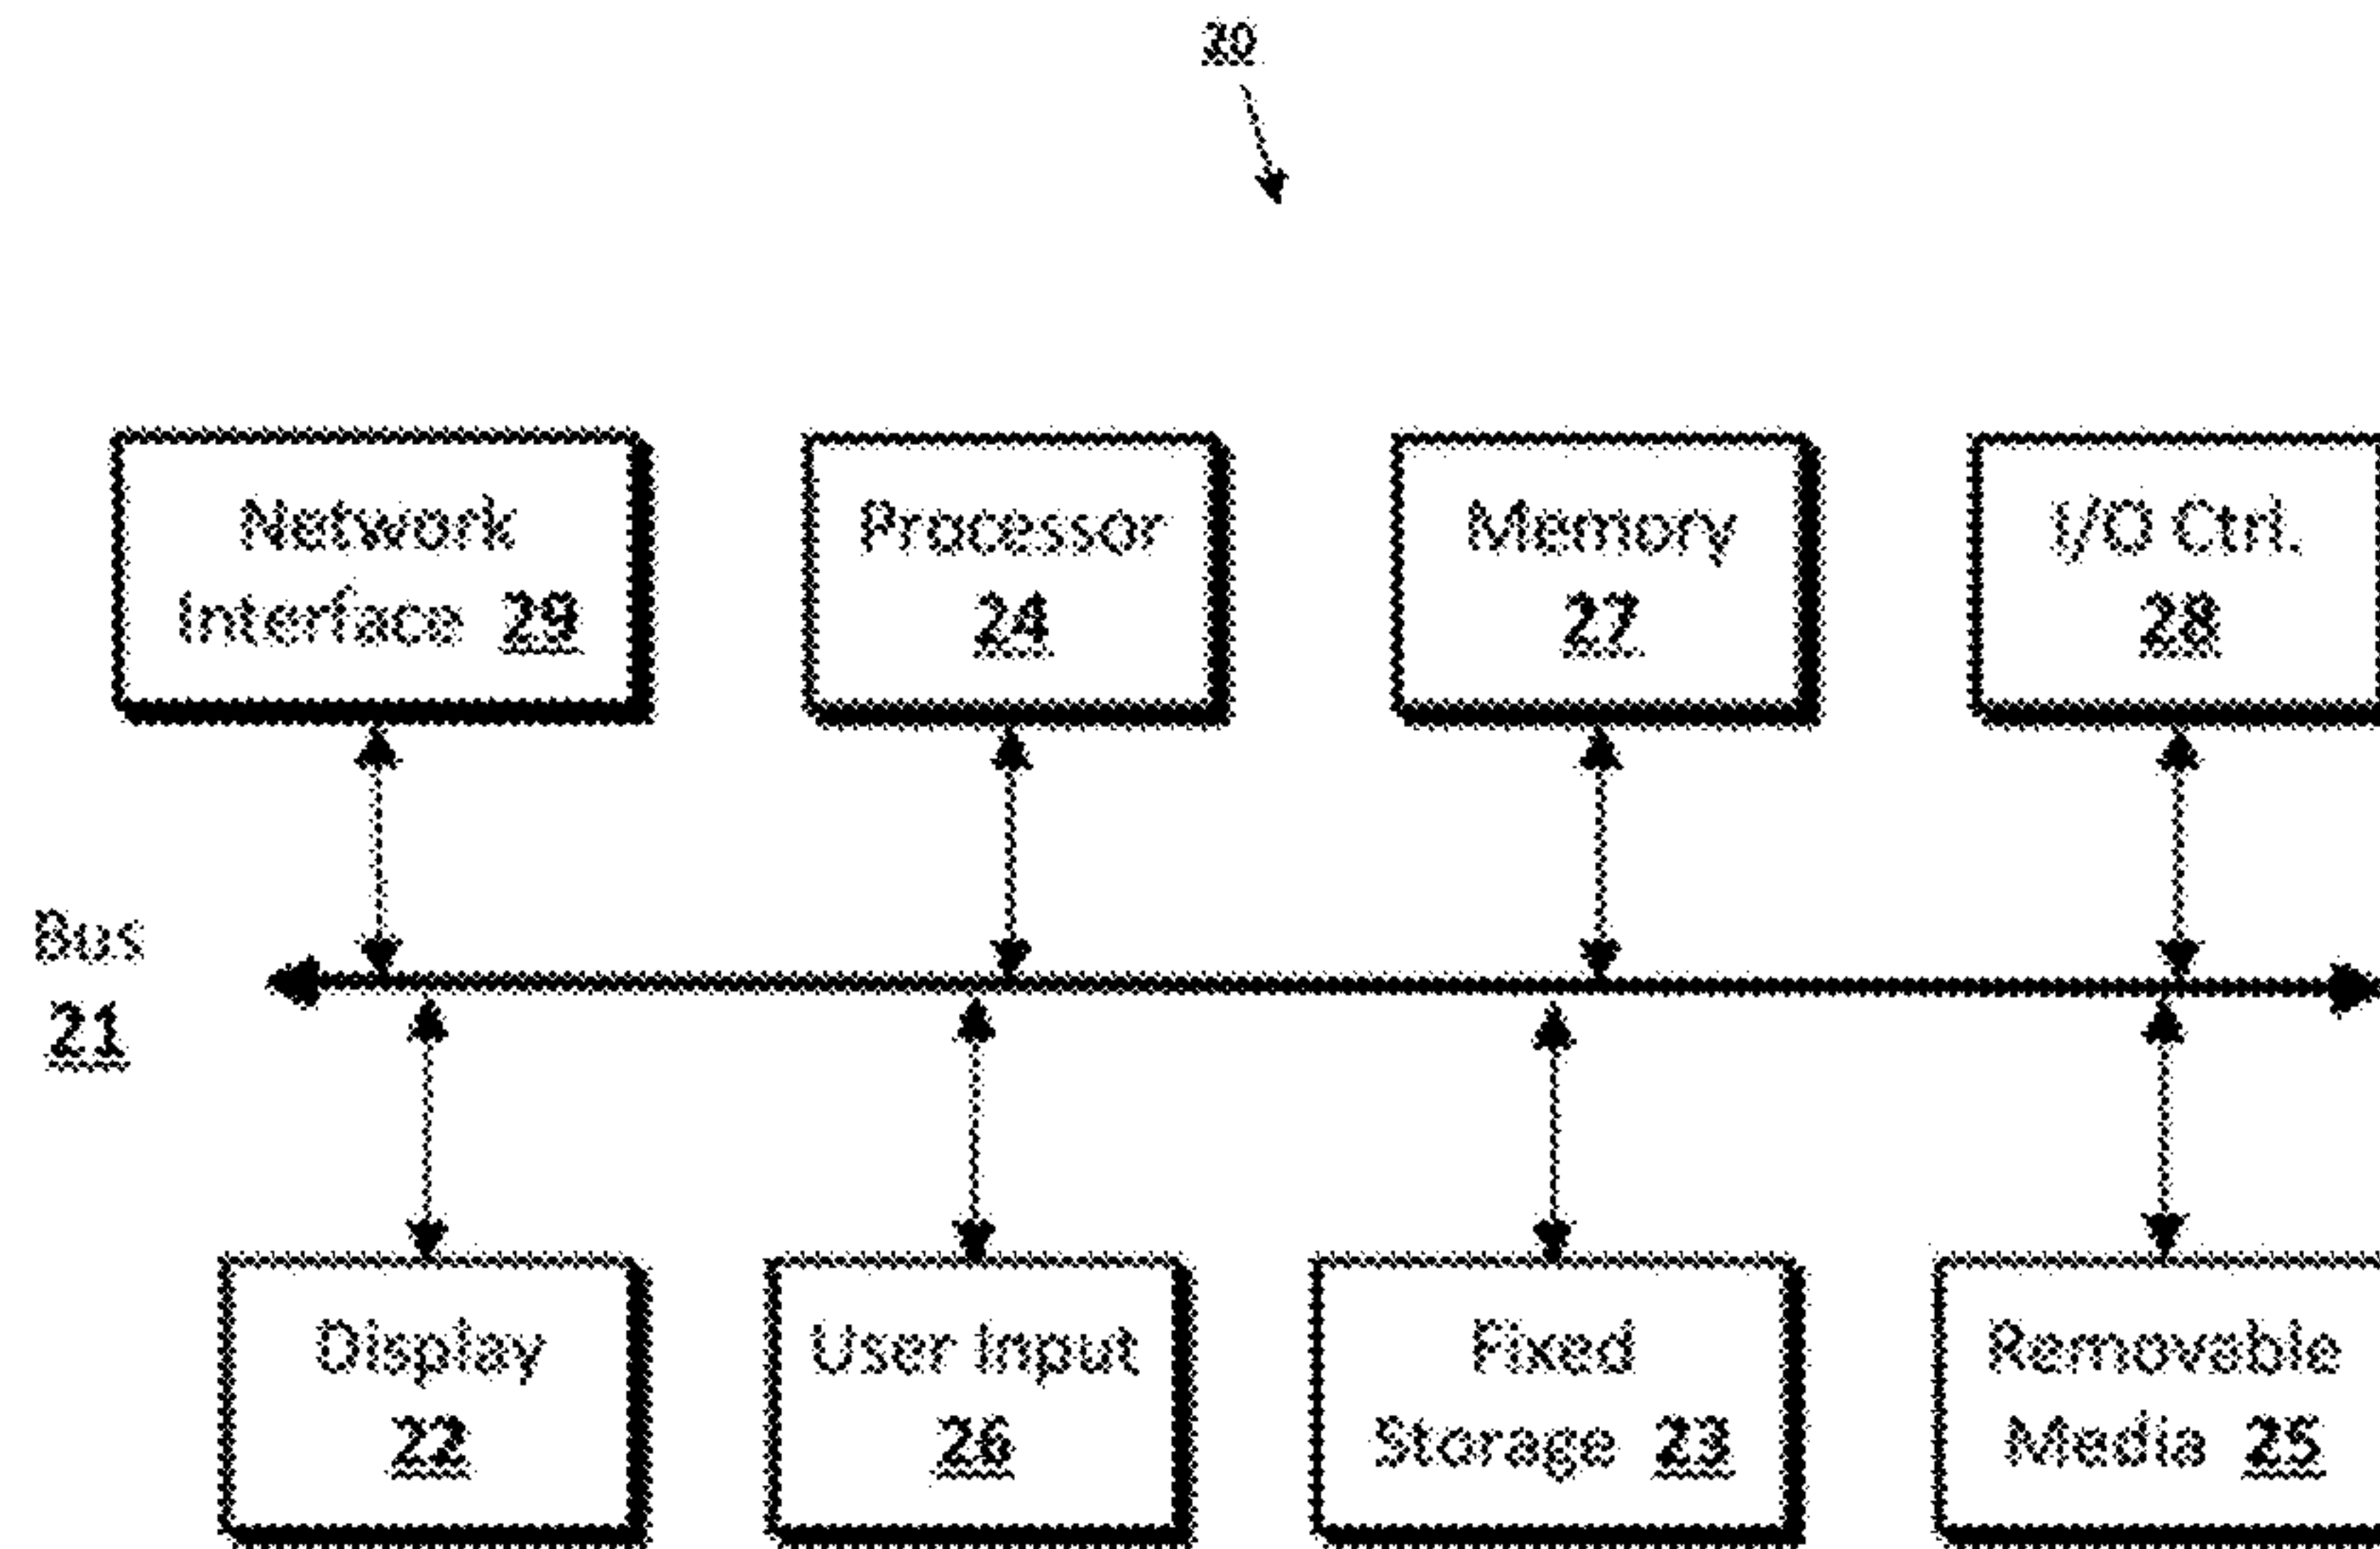 20
Network
Interface 29
Processor
24
Memory
27
I/O Ctrl.
28
Bus
21
Display
22
User Input
26
Fixed
Storage 23
Removable
Media 25